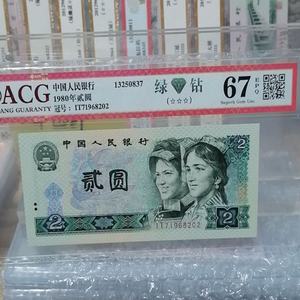 ACG
ANG GUARANTY
中国人民银行
1980年贰圆
冠号：IT71968202
13250837
绿 钻
(☆☆☆)
67 EPQ
Superb Gem Unc
中国人民银行
贰圆
2
2
IT71968202